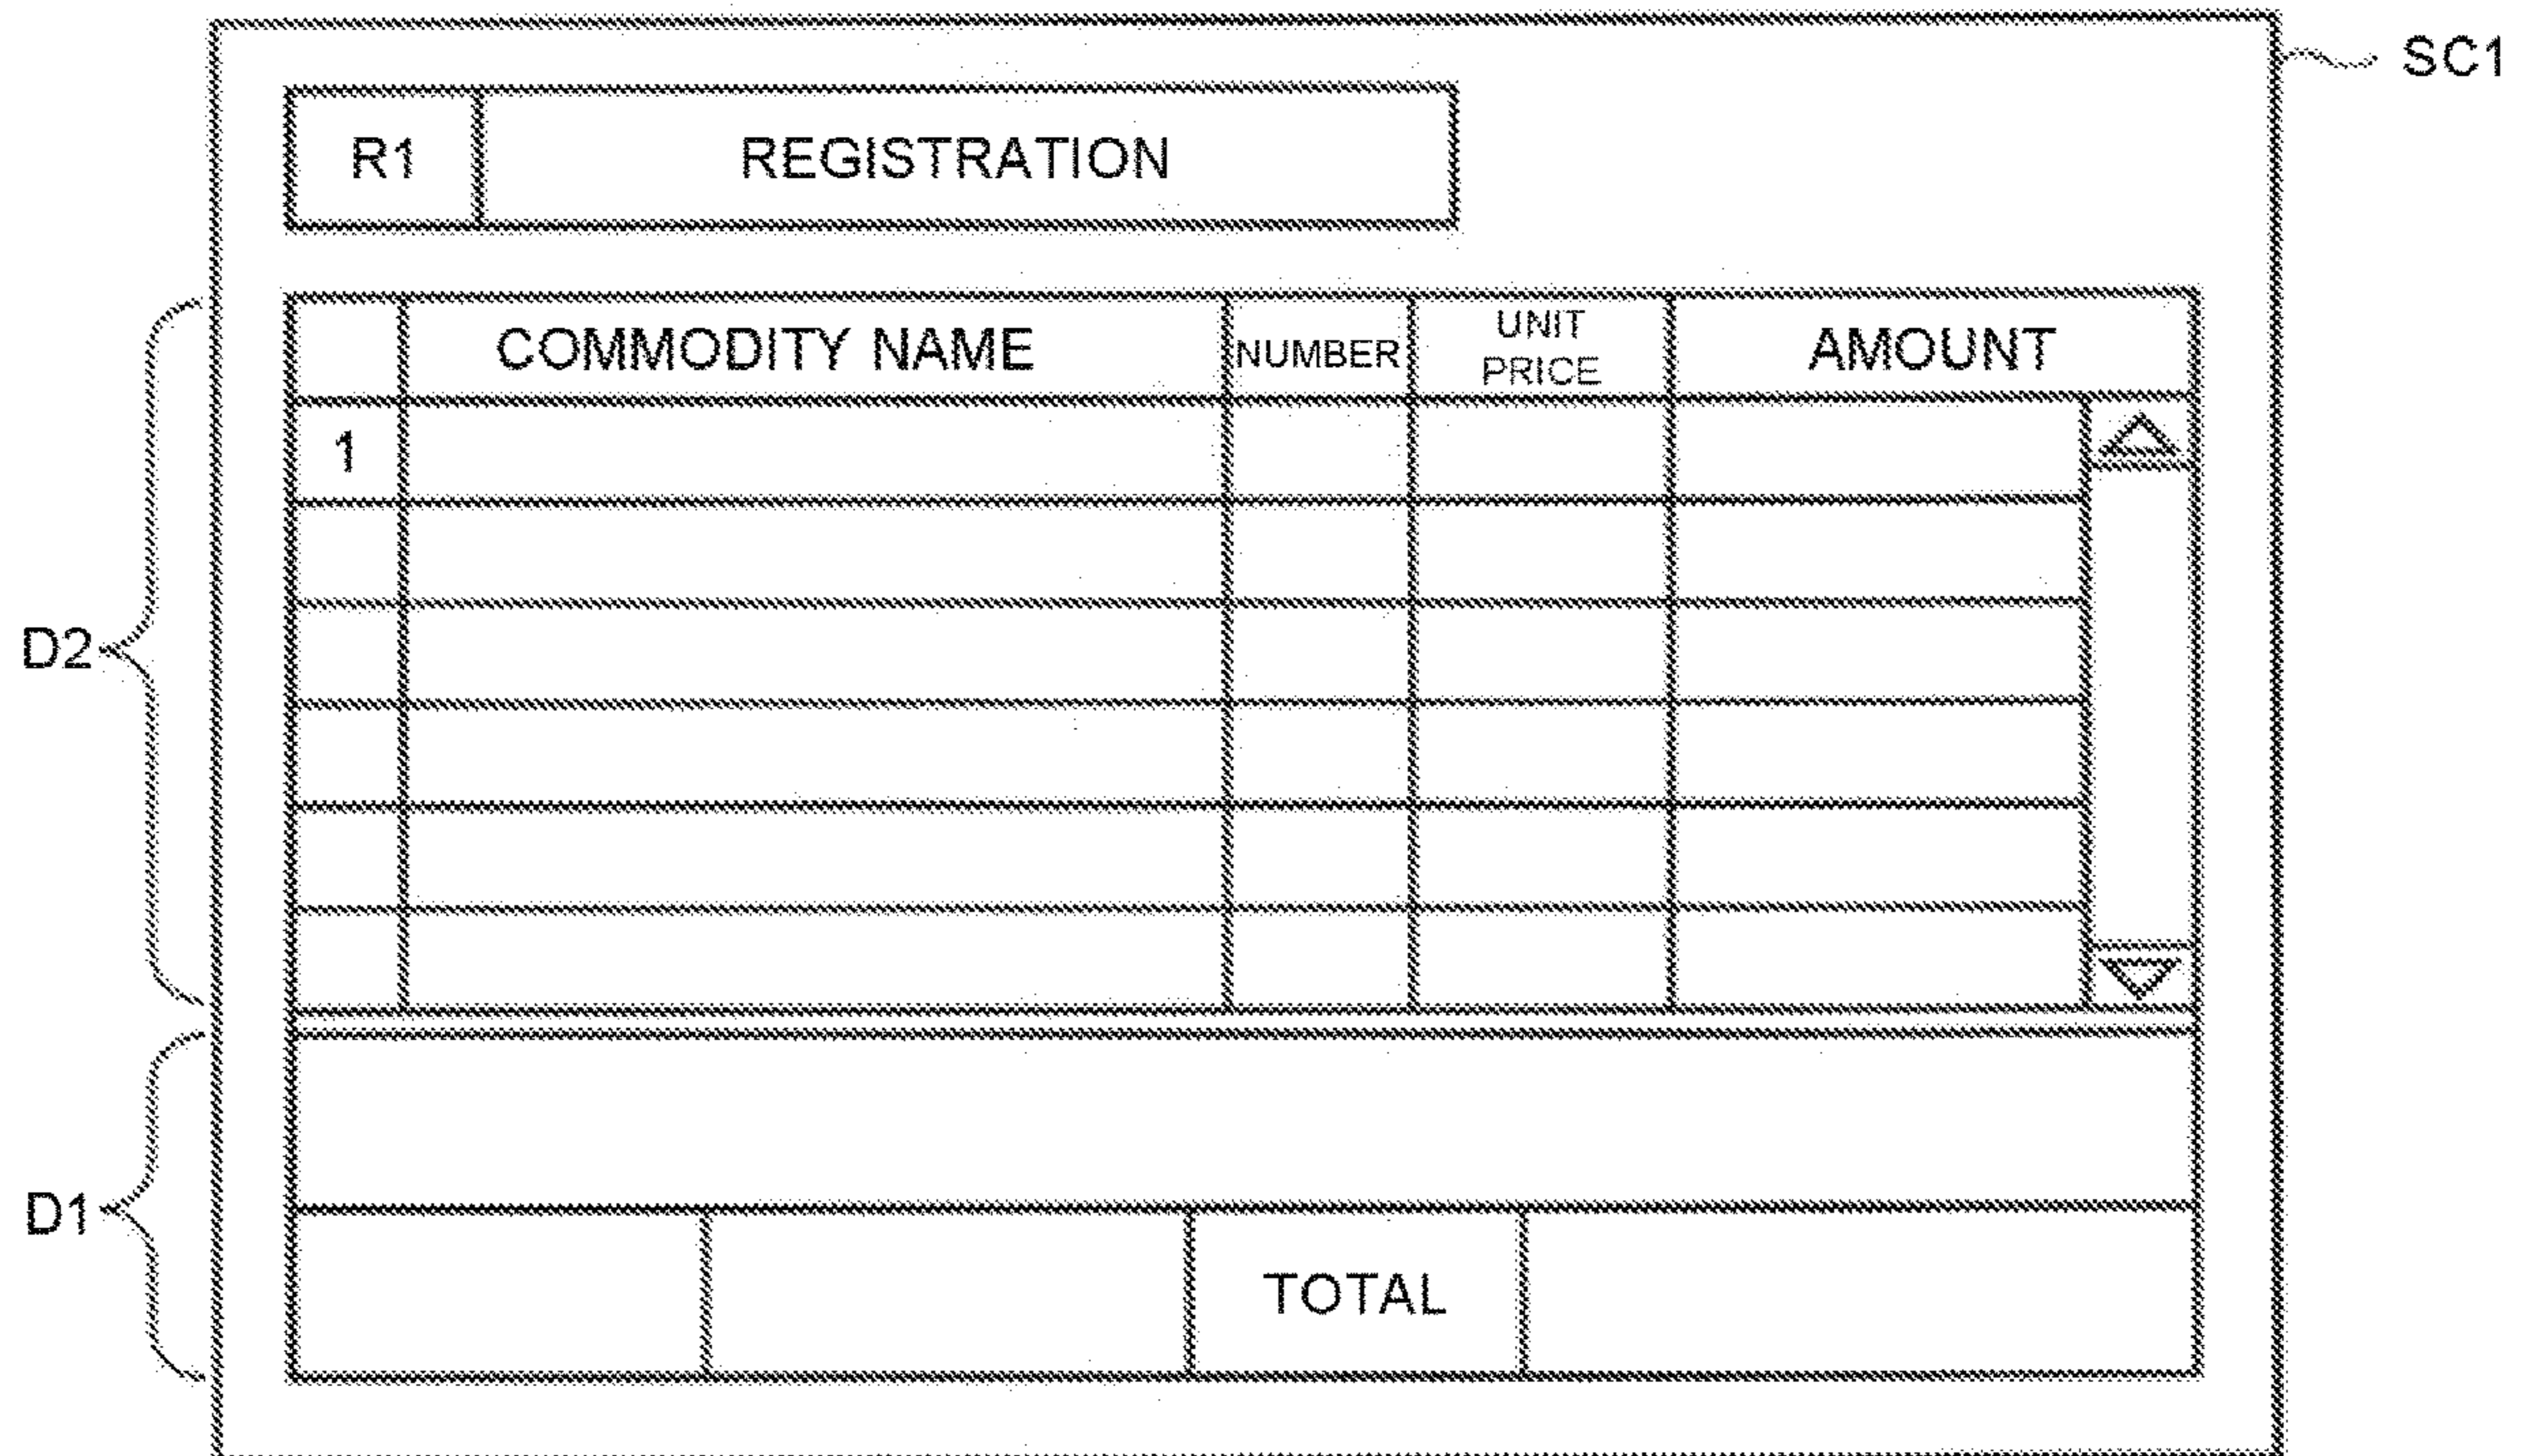 SC1
R1 REGISTRATION
COMMODITY NAME NUMBER UNIT PRICE AMOUNT
1
D2
D1
TOTAL